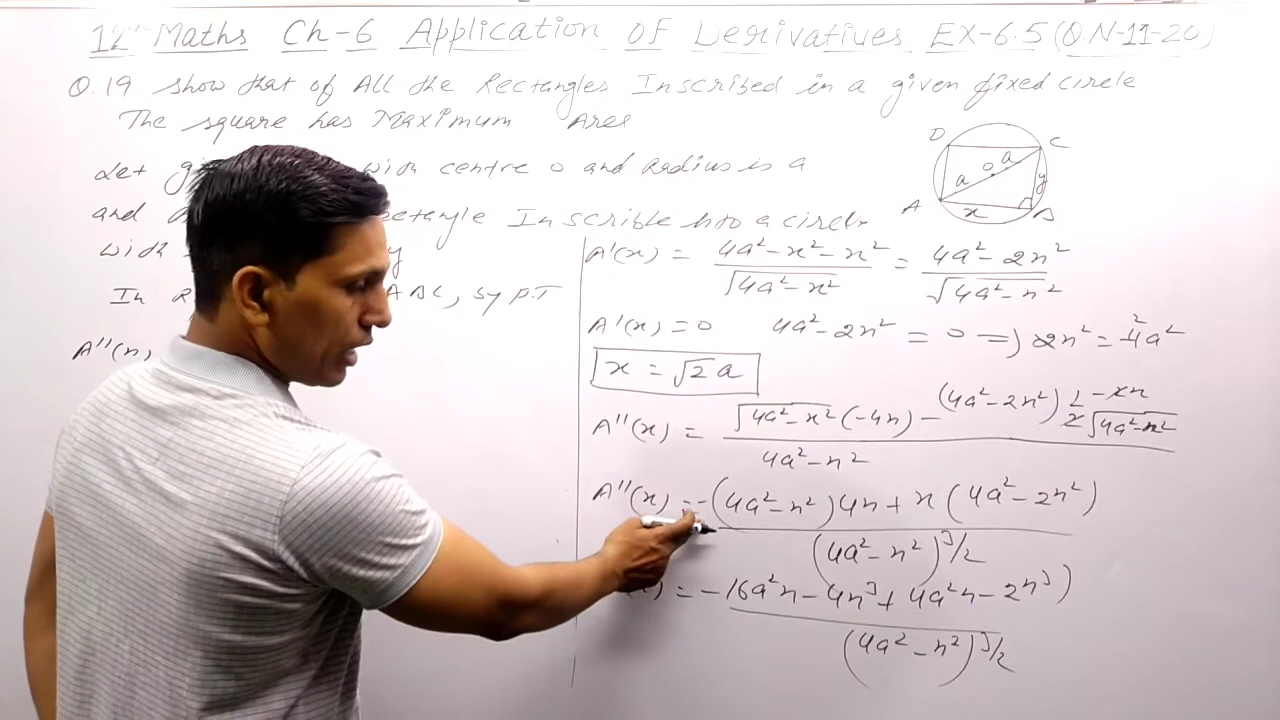 12th Maths Ch-6 Application OF Derivatives EX-6.5 (Q.N-11-20)
Q.19 show that of All the Rectangles Inscribed in a given fixed circle
The square has Maximum Area
Let with centre O and Radius is a
and Inscrible Into a circle
with y
In ABC, By P.T
A''(x)
D C
a O a y
A x B
A'(x) = 4a²-x²-x² / √4a²-x² = 4a²-2x² / √4a²-x²
A'(x) = 0 4a²-2x² = 0 => 2x² = 4a² 2
x = √2 a
A''(x) = √4a²-x² (-4x) - (4a²-2x²) 1 -2x / 2√4a²-x² / 4a²-x²
A''(x) = -(4a²-x²)4x + x(4a²-2x²) / (4a²-x²)^3/2
(x) = -16a²x - 4x³ + 4a²x - 2x³) / (4a²-x²)^3/2